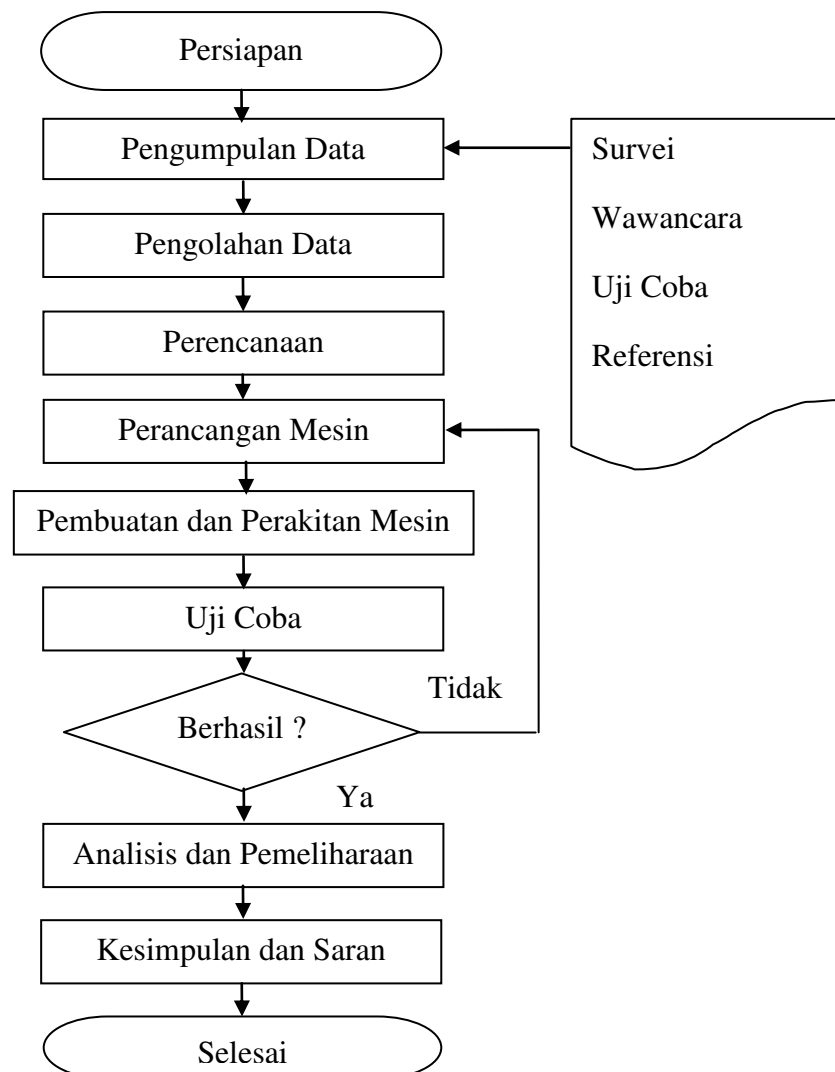 Persiapan
Pengumpulan Data
Survei
Wawancara
Uji Coba
Referensi
Pengolahan Data
Perencanaan
Perancangan Mesin
Pembuatan dan Perakitan Mesin
Uji Coba
Tidak
Berhasil ?
Ya
Analisis dan Pemeliharaan
Kesimpulan dan Saran
Selesai